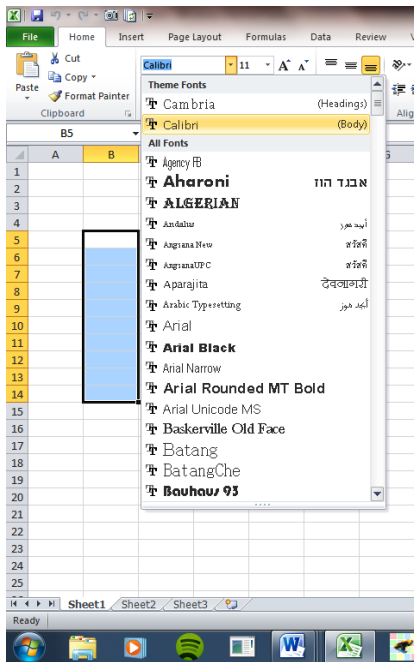 File Home Insert Page Layout Formulas Data Review
Cut
Copy
Format Painter
Paste
Clipboard
Calibri 11 A A
Alig
B5
Theme Fonts
Cambria (Headings)
Calibri (Body)
All Fonts
Agency FB
Aharoni אבגד הוז
ALGERIAN
Andalus أبجد هوز
Angsana New สวัสดี
AngsanaUPC สวัสดี
Aparajita देवनागरी
Arabic Typesetting أبجد هوز
Arial
Arial Black
Arial Narrow
Arial Rounded MT Bold
Arial Unicode MS
Baskerville Old Face
Batang
BatangChe
Bauhaus 93
A B
1
2
3
4
5
6
7
8
9
10
11
12
13
14
15
16
17
18
19
20
21
22
23
24
25
Sheet1 Sheet2 Sheet3
Ready